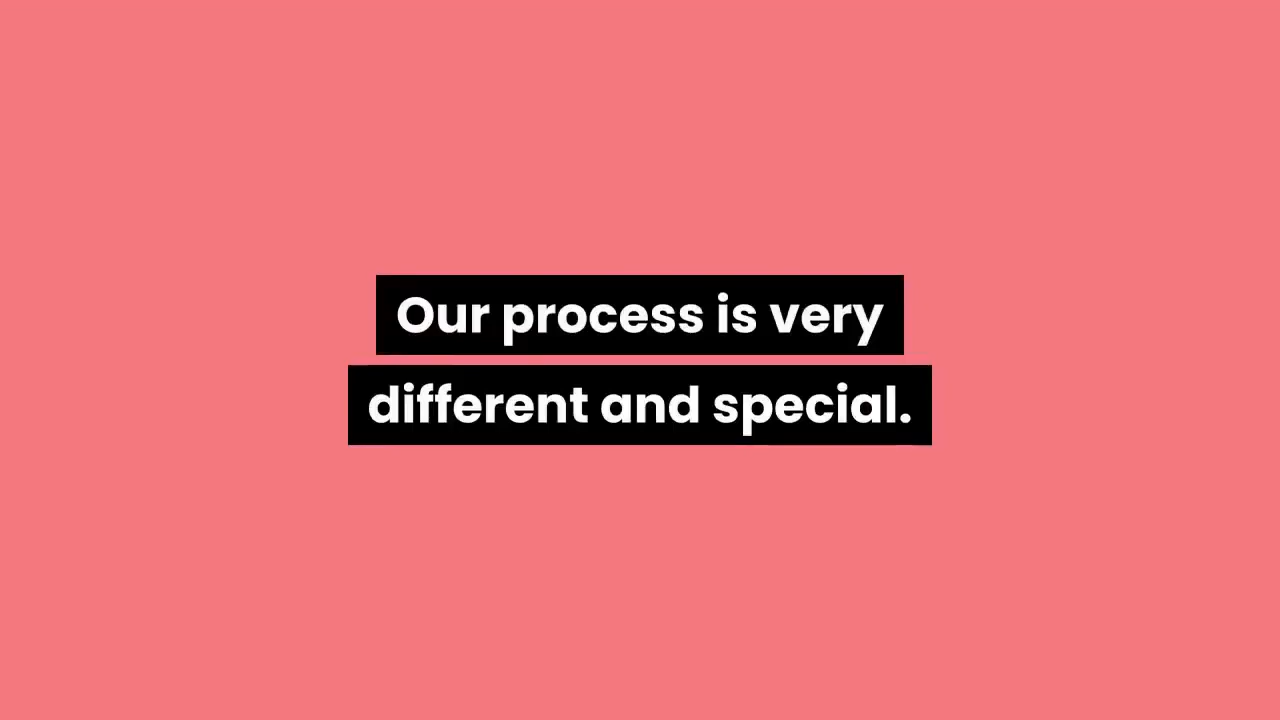 Our process is very
different and special.